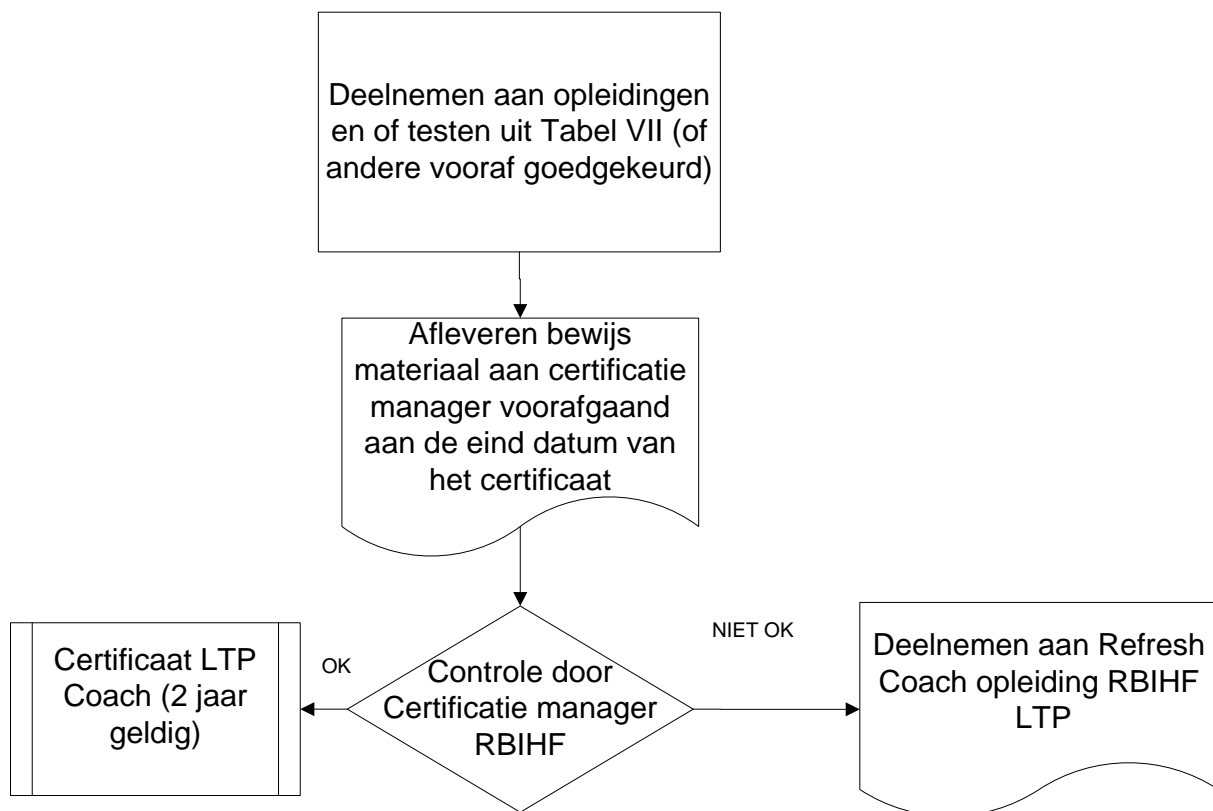 Deelnemen aan opleidingen
en of testen uit Tabel VII (of
andere vooraf goedgekeurd)
Afleveren bewijs
materiaal aan certificatie
manager voorafgaand
aan de eind datum van
het certificaat
Certificaat LTP
Coach (2 jaar
geldig)
OK
Controle door
Certificatie manager
RBIHF
NIET OK
Deelnemen aan Refresh
Coach opleiding RBIHF
LTP